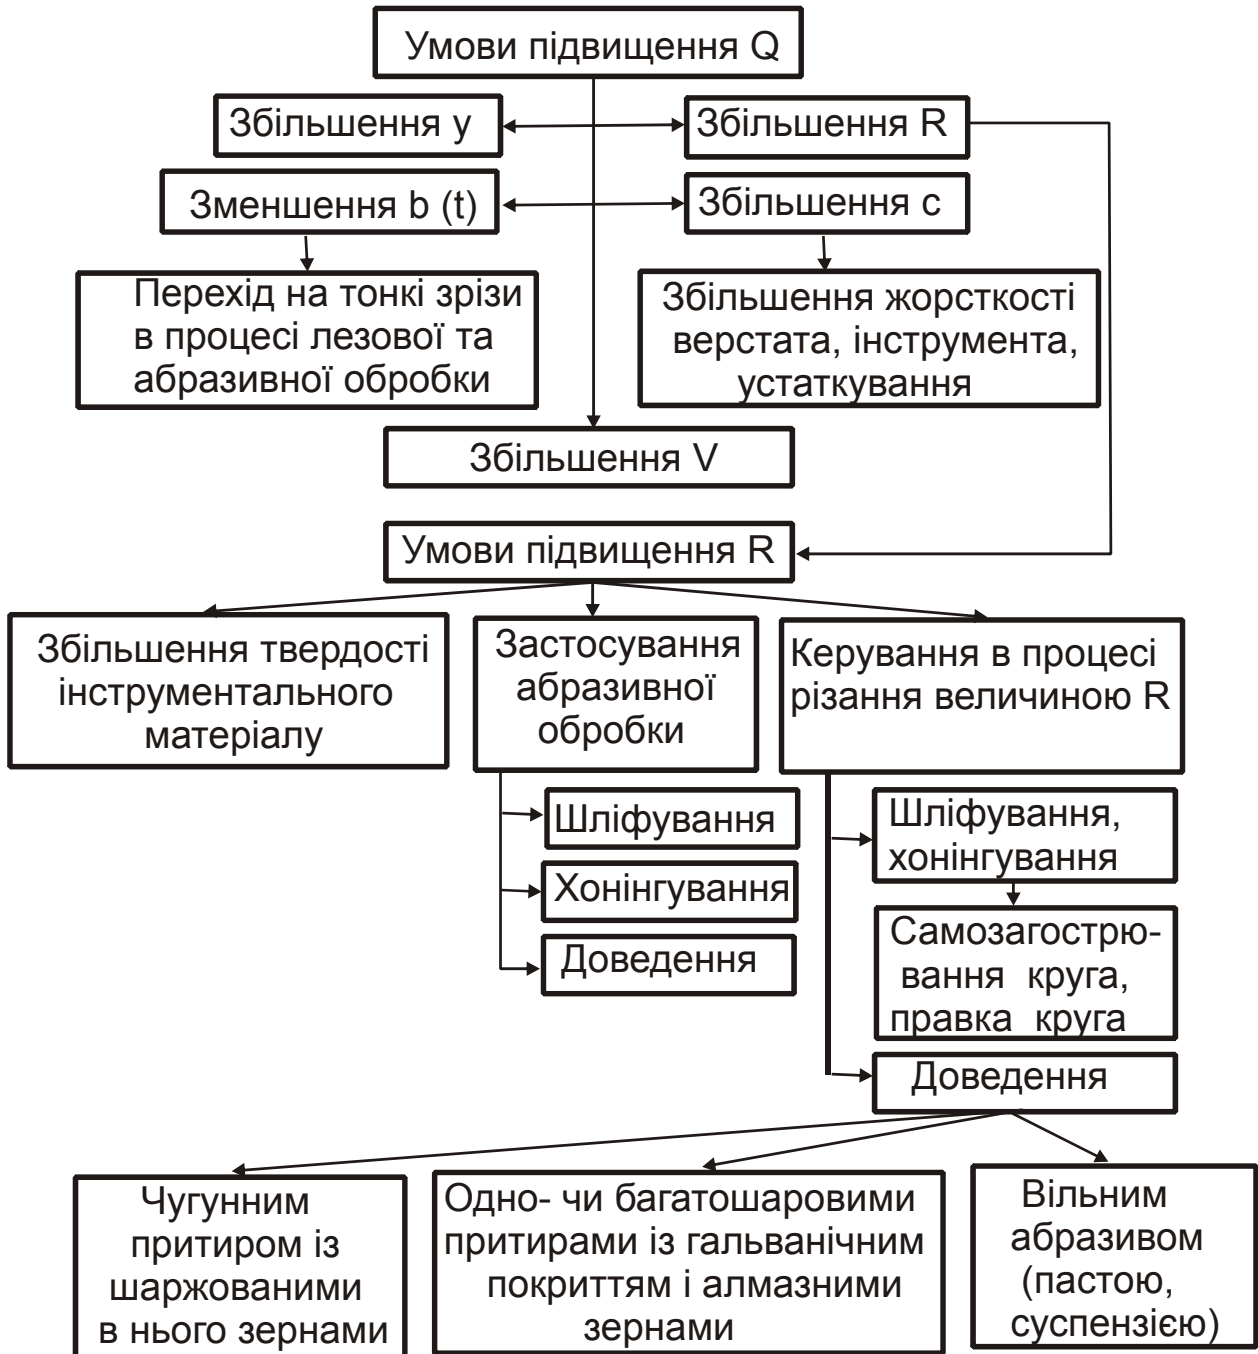 Умови підвищення Q
Збільшення y
Збільшення R
Зменшення b (t)
Збільшення c
Перехід на тонкі зрізи
в процесі лезової та
абразивної обробки
Збільшення жорсткості
верстата, інструмента,
устаткування
Збільшення V
Умови підвищення R
Збільшення твердості
інструментального
матеріалу
Застосування
абразивної
обробки
Керування в процесі
різання величиною R
Шліфування
Хонінгування
Доведення
Шліфування,
хонінгування
Самозагострю-
вання круга,
правка круга
Доведення
Чугунним
притиром із
шаржованими
в нього зернами
Одно- чи багатошаровими
притирами із гальванічним
покриттям і алмазними
зернами
Вільним
абразивом
(пастою,
суспензією)